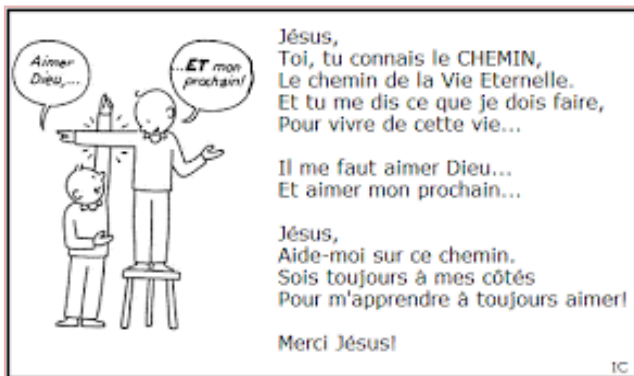 Aimer
Dieu,...
...ET mon
prochain!
Jésus,
Toi, tu connais le CHEMIN,
Le chemin de la Vie Eternelle.
Et tu me dis ce que je dois faire,
Pour vivre de cette vie...
Il me faut aimer Dieu...
Et aimer mon prochain...
Jésus,
Aide-moi sur ce chemin.
Sois toujours à mes côtés
Pour m'apprendre à toujours aimer!
Merci Jésus!
IC